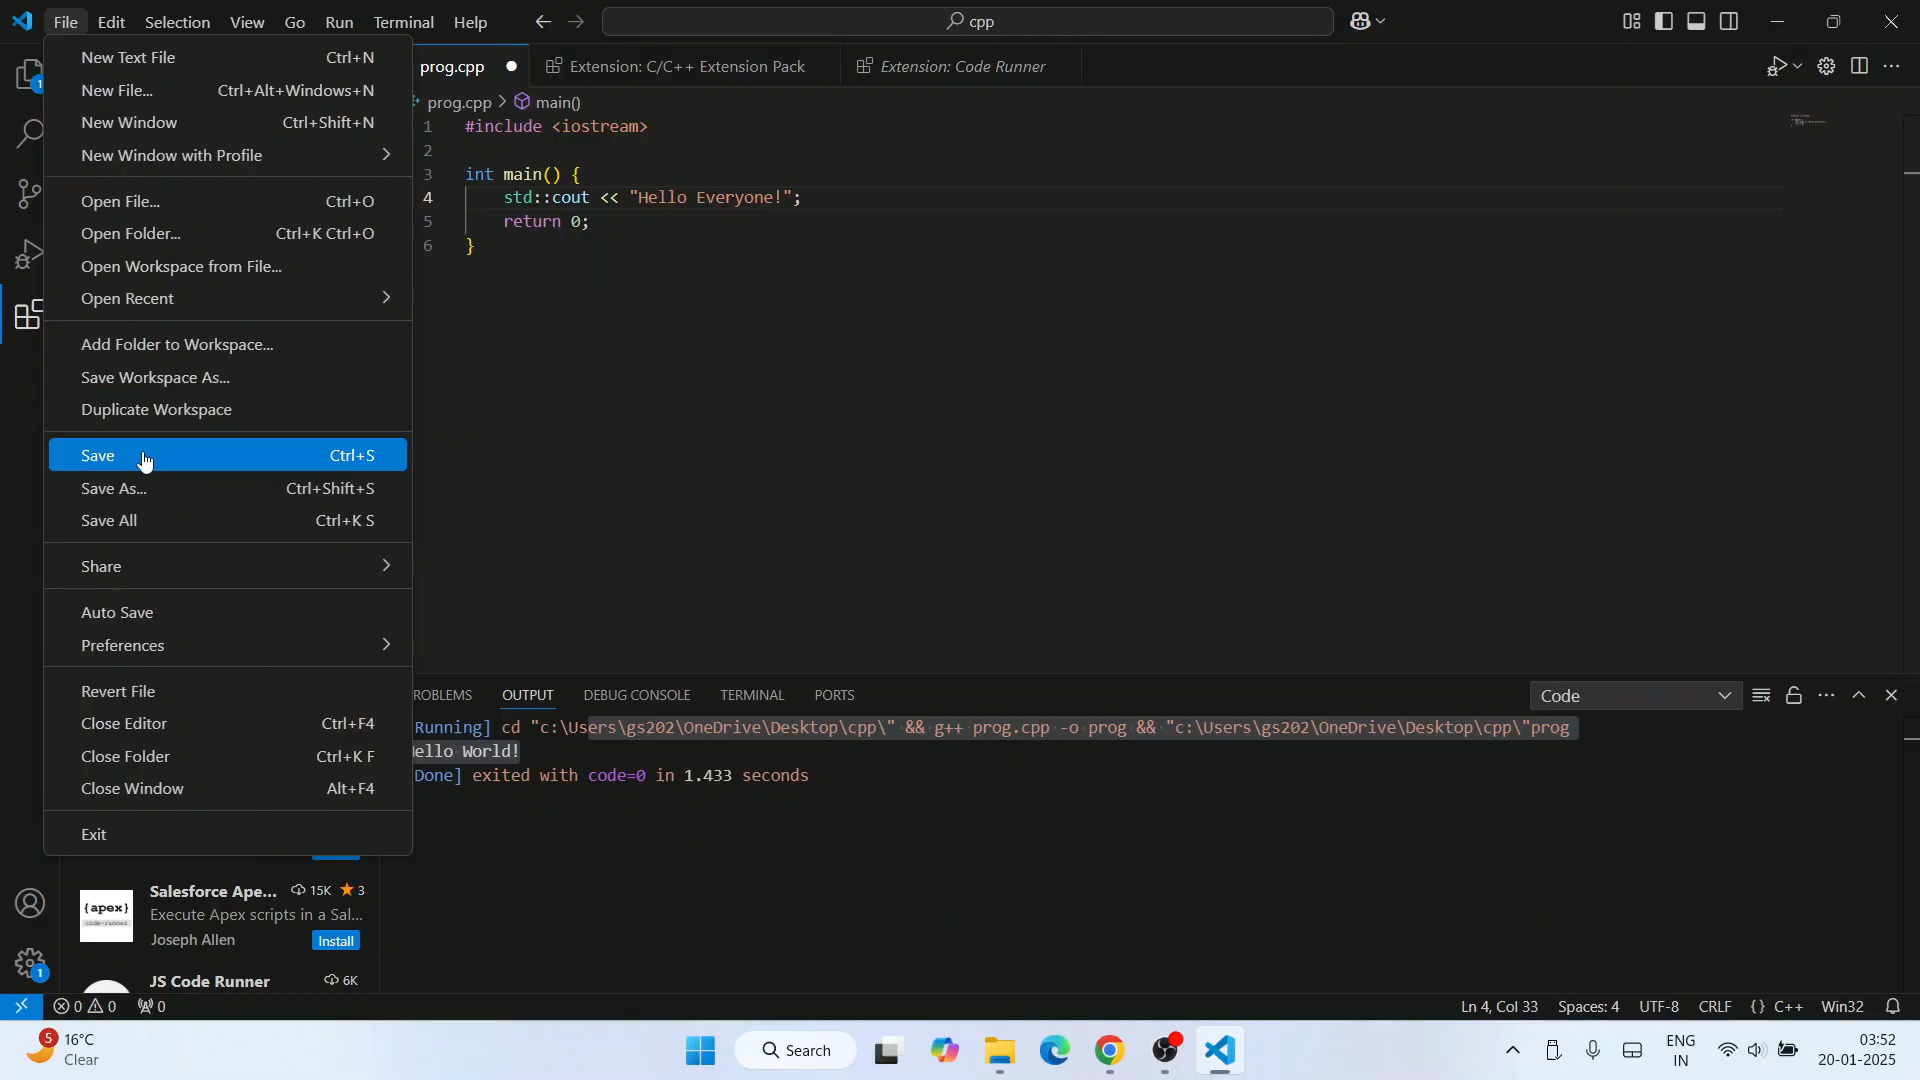 File Edit Selection View Go Run Terminal Help
cpp
New Text File Ctrl+N
New File... Ctrl+Alt+Windows+N
New Window Ctrl+Shift+N
New Window with Profile
Open File... Ctrl+O
Open Folder... Ctrl+K Ctrl+O
Open Workspace from File...
Open Recent
Add Folder to Workspace...
Save Workspace As...
Duplicate Workspace
Save Ctrl+S
Save As... Ctrl+Shift+S
Save All Ctrl+K S
Share
Auto Save
Preferences
Revert File
Close Editor Ctrl+F4
Close Folder Ctrl+K F
Close Window Alt+F4
Exit
prog.cpp Extension: C/C++ Extension Pack Extension: Code Runner
prog.cpp > main()
1 #include <iostream>
2
3 int main() {
4 std::cout << "Hello Everyone!";
5 return 0;
6 }
ROBLEMS OUTPUT DEBUG CONSOLE TERMINAL PORTS
Code
Running] cd "c:\Users\gs202\OneDrive\Desktop\cpp\" && g++ prog.cpp -o prog && "c:\Users\gs202\OneDrive\Desktop\cpp\"prog
ello World!
Done] exited with code=0 in 1.433 seconds
Salesforce Ape... 15K 3
Execute Apex scripts in a Sal...
Joseph Allen Install
{apex}
JS Code Runner 6K
1
1
0 0 0
Ln 4, Col 33 Spaces: 4 UTF-8 CRLF {} C++ Win32
5
16°C
Clear
Search
ENG
IN
03:52
20-01-2025